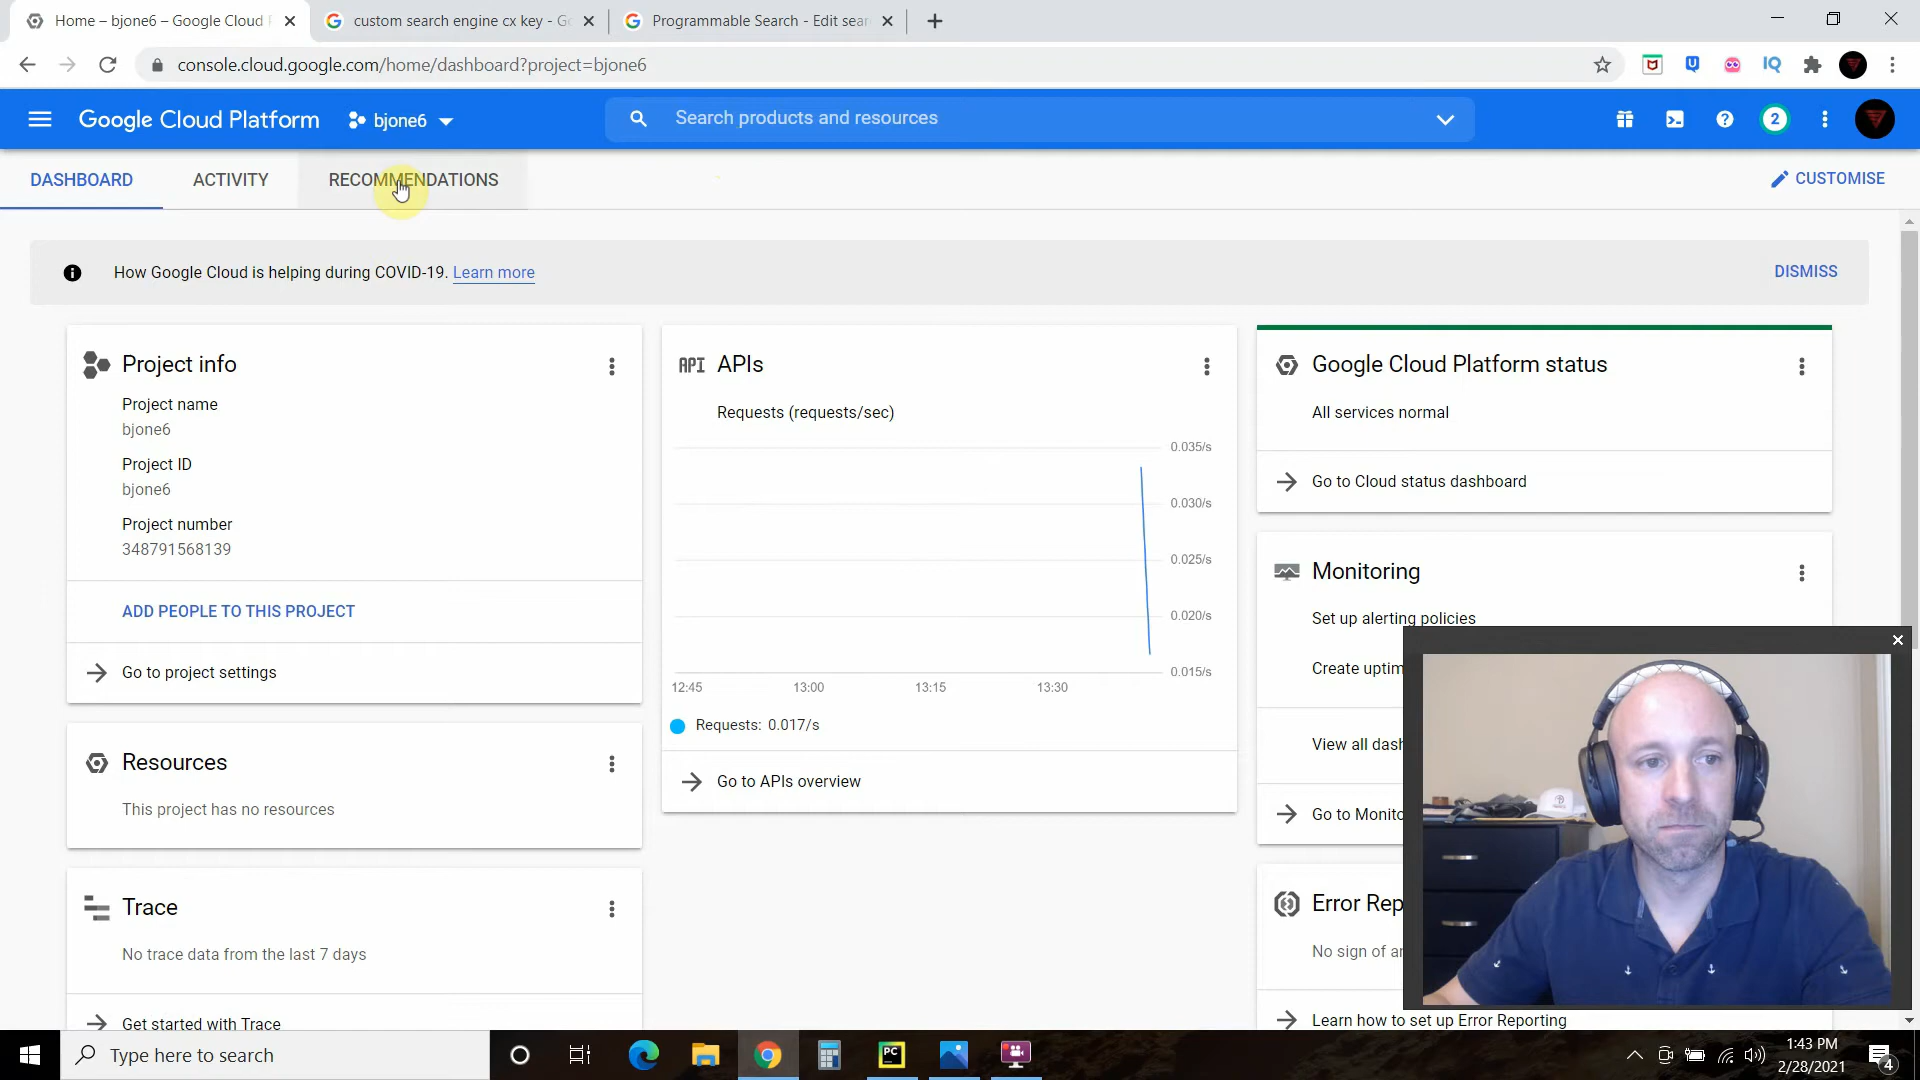 Home – bjone6 – Google Cloud P
custom search engine cx key - Go
Programmable Search - Edit sear
console.cloud.google.com/home/dashboard?project=bjone6
Google Cloud Platform
bjone6
Search products and resources
2
DASHBOARD
ACTIVITY
RECOMMENDATIONS
CUSTOMISE
How Google Cloud is helping during COVID-19. Learn more
DISMISS
Project info
Project name
bjone6
Project ID
bjone6
Project number
348791568139
ADD PEOPLE TO THIS PROJECT
Go to project settings
Resources
This project has no resources
Trace
No trace data from the last 7 days
Get started with Trace
API
APIs
Requests (requests/sec)
0.035/s
0.030/s
0.025/s
0.020/s
0.015/s
12:45
13:00
13:15
13:30
Requests: 0.017/s
Go to APIs overview
Google Cloud Platform status
All services normal
Go to Cloud status dashboard
Monitoring
Set up alerting policies
Create uptim
View all dash
Go to Monito
Error Rep
No sign of an
Learn how to set up Error Reporting
Type here to search
PC
1:43 PM
2/28/2021
4